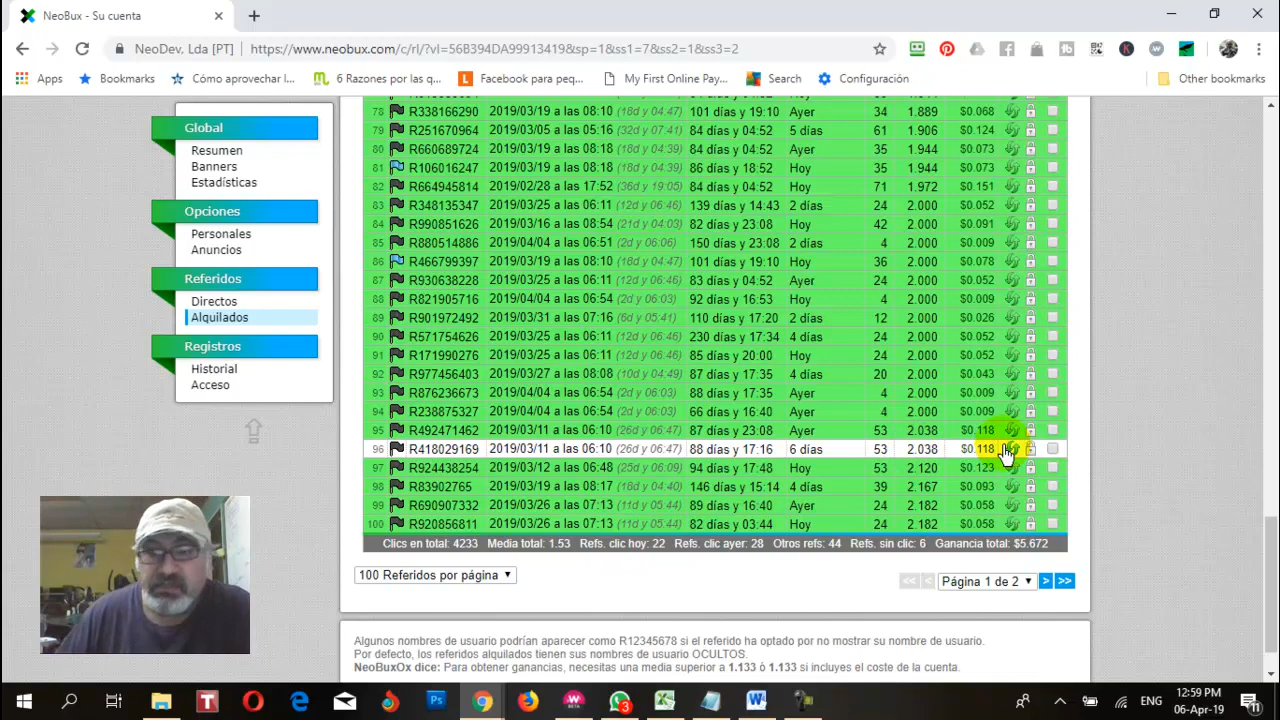 NeoBux - Su cuenta
NeoDev, Lda [PT] https://www.neobux.com/c/rl/?vl=56B394DA99913419&sp=1&ss1=7&ss2=1&ss3=2
Apps Bookmarks Cómo aprovechar l... 6 Razones por las q... Facebook para peq... My First Online Pay... Search Configuración Other bookmarks
Global
Resumen
Banners
Estadísticas
Opciones
Personales
Anuncios
Referidos
Directos
Alquilados
Registros
Historial
Acceso
78 R338166290 2019/03/19 a las 08:10 (18d y 04:47) 101 días y 19:10 Ayer 34 1.889 $0.068
79 R251670964 2019/03/05 a las 05:16 (32d y 07:41) 84 días y 04:52 5 días 61 1.906 $0.124
80 R660689724 2019/03/19 a las 08:18 (18d y 04:39) 84 días y 04:52 Ayer 35 1.944 $0.073
81 R106016247 2019/03/19 a las 08:18 (18d y 04:39) 86 días y 18:52 Hoy 35 1.944 $0.073
82 R664945814 2019/02/28 a las 17:52 (36d y 19:05) 84 días y 04:52 Hoy 71 1.972 $0.151
83 R348135347 2019/03/25 a las 06:11 (12d y 06:46) 139 días y 14:43 2 días 24 2.000 $0.052
84 R990851626 2019/03/16 a las 08:54 (21d y 04:03) 82 días y 23:08 Hoy 42 2.000 $0.091
85 R880514886 2019/04/04 a las 06:51 (2d y 06:06) 150 días y 23:08 2 días 4 2.000 $0.009
86 R466799397 2019/03/19 a las 08:10 (18d y 04:47) 101 días y 19:10 Hoy 36 2.000 $0.078
87 R930638228 2019/03/25 a las 06:11 (12d y 06:46) 83 días y 04:52 Hoy 24 2.000 $0.052
88 R821905716 2019/04/04 a las 06:54 (2d y 06:03) 92 días y 16:53 Hoy 4 2.000 $0.009
89 R901972492 2019/03/31 a las 07:16 (6d y 05:41) 110 días y 17:20 2 días 12 2.000 $0.026
90 R571754626 2019/03/25 a las 06:11 (12d y 06:46) 230 días y 17:34 4 días 24 2.000 $0.052
91 R171990276 2019/03/25 a las 06:11 (12d y 06:46) 85 días y 20:00 Hoy 24 2.000 $0.052
92 R977456403 2019/03/27 a las 08:08 (10d y 04:49) 87 días y 17:35 4 días 20 2.000 $0.043
93 R876236673 2019/04/04 a las 06:54 (2d y 06:03) 88 días y 17:35 Ayer 4 2.000 $0.009
94 R238875327 2019/04/04 a las 06:54 (2d y 06:03) 66 días y 16:40 Ayer 4 2.000 $0.009
95 R492471462 2019/03/11 a las 06:10 (26d y 06:47) 87 días y 23:08 Ayer 53 2.038 $0.118
96 R418029169 2019/03/11 a las 06:10 (26d y 06:47) 88 días y 17:16 6 días 53 2.038 $0.118
97 R924438254 2019/03/12 a las 06:48 (25d y 06:09) 94 días y 17:48 Hoy 53 2.120 $0.123
98 R83902765 2019/03/19 a las 08:17 (18d y 04:40) 146 días y 15:14 4 días 39 2.167 $0.093
99 R690907332 2019/03/26 a las 07:13 (11d y 05:44) 89 días y 16:40 Ayer 24 2.182 $0.058
100 R920856811 2019/03/26 a las 07:13 (11d y 05:44) 82 días y 03:44 Hoy 24 2.182 $0.058
Clics en total: 4233 Media total: 1.53 Refs. clic hoy: 22 Refs. clic ayer: 28 Otros refs: 44 Refs. sin clic: 6 Ganancia total: $5.672
100 Referidos por página
<< < Página 1 de 2 > >>
Algunos nombres de usuario podrían aparecer como R12345678 si el referido ha optado por no mostrar su nombre de usuario.
Por defecto, los referidos alquilados tienen sus nombres de usuario OCULTOS.
NeoBuxOx dice: Para obtener ganancias, necesitas una media superior a 1.133 ò 1.133 si incluyes el coste de la cuenta.
ENG
12:59 PM
06-Apr-19